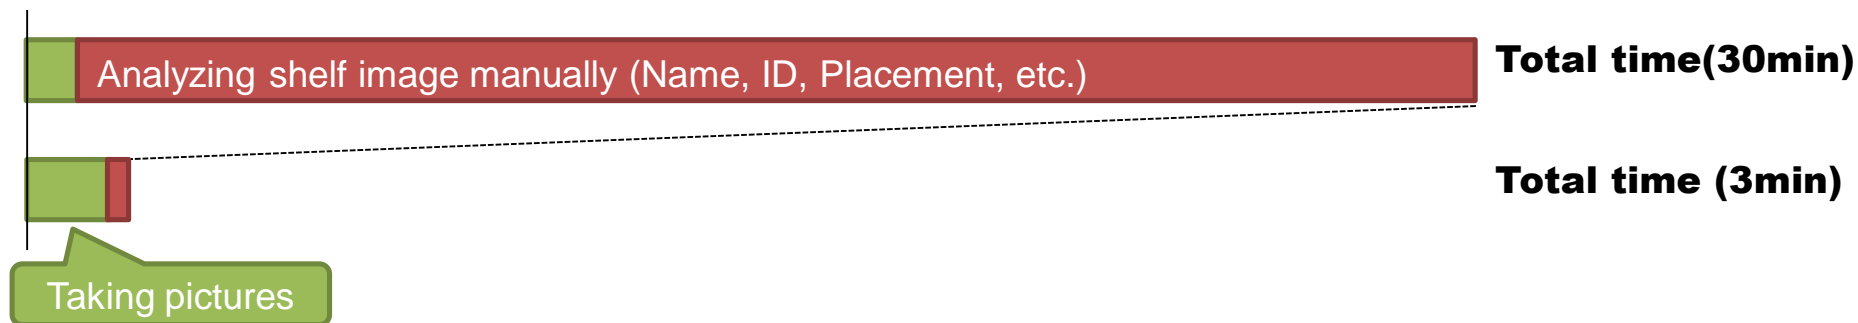 Analyzing shelf image manually (Name, ID, Placement, etc.)
Total time(30min)
Total time (3min)
Taking pictures